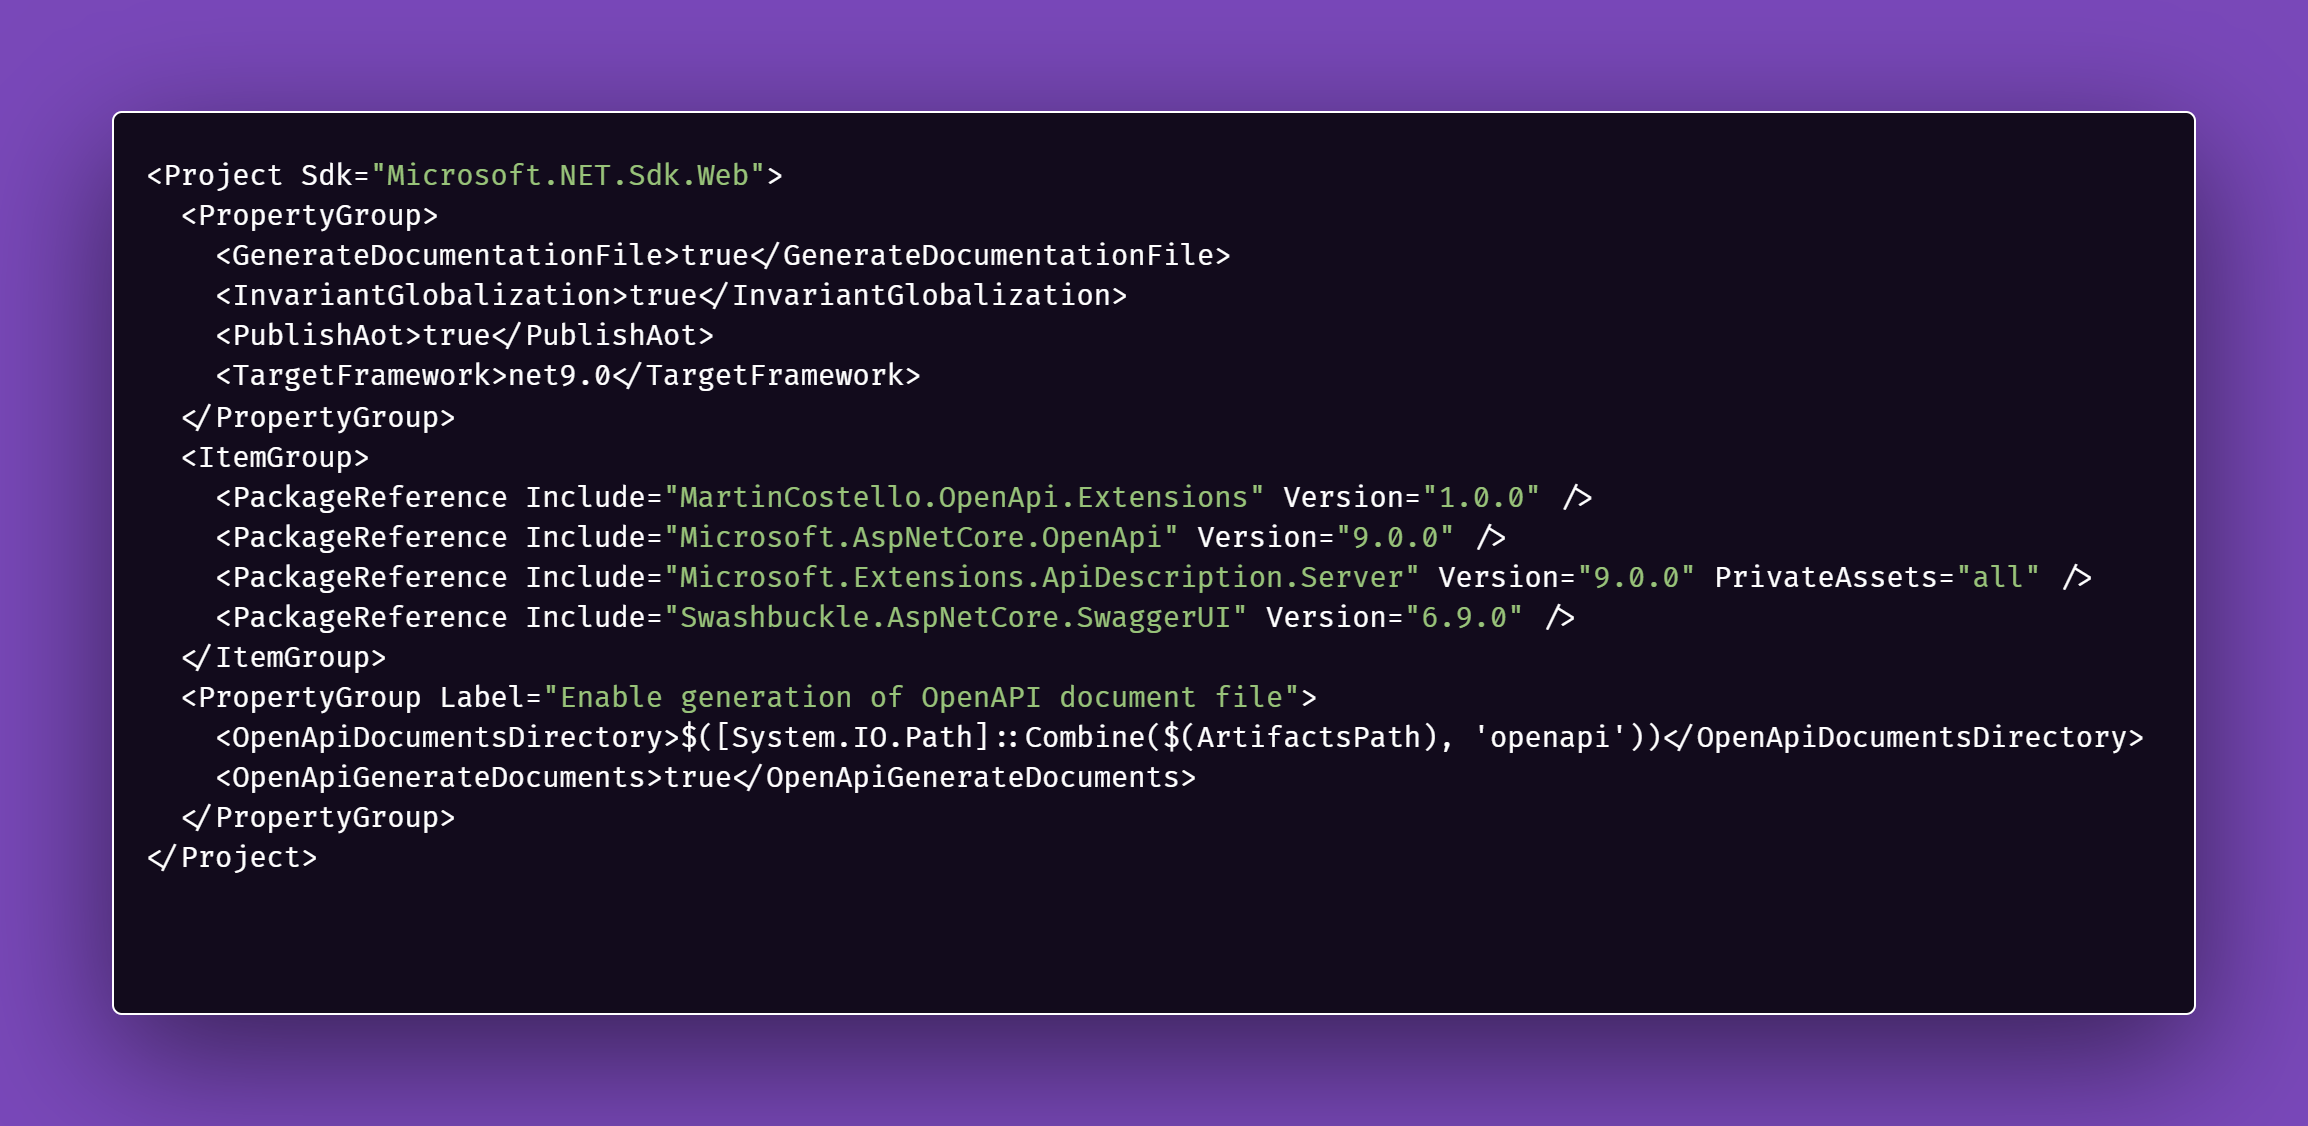 <Project Sdk="Microsoft.NET.Sdk.Web">
  <PropertyGroup>
    <GenerateDocumentationFile>true</GenerateDocumentationFile>
    <InvariantGlobalization>true</InvariantGlobalization>
    <PublishAot>true</PublishAot>
    <TargetFramework>net9.0</TargetFramework>
  </PropertyGroup>
  <ItemGroup>
    <PackageReference Include="MartinCostello.OpenApi.Extensions" Version="1.0.0" />
    <PackageReference Include="Microsoft.AspNetCore.OpenApi" Version="9.0.0" />
    <PackageReference Include="Microsoft.Extensions.ApiDescription.Server" Version="9.0.0" PrivateAssets="all" />
    <PackageReference Include="Swashbuckle.AspNetCore.SwaggerUI" Version="6.9.0" />
  </ItemGroup>
  <PropertyGroup Label="Enable generation of OpenAPI document file">
    <OpenApiDocumentsDirectory>$([System.IO.Path]::Combine($(ArtifactsPath), 'openapi'))</OpenApiDocumentsDirectory>
    <OpenApiGenerateDocuments>true</OpenApiGenerateDocuments>
  </PropertyGroup>
</Project>